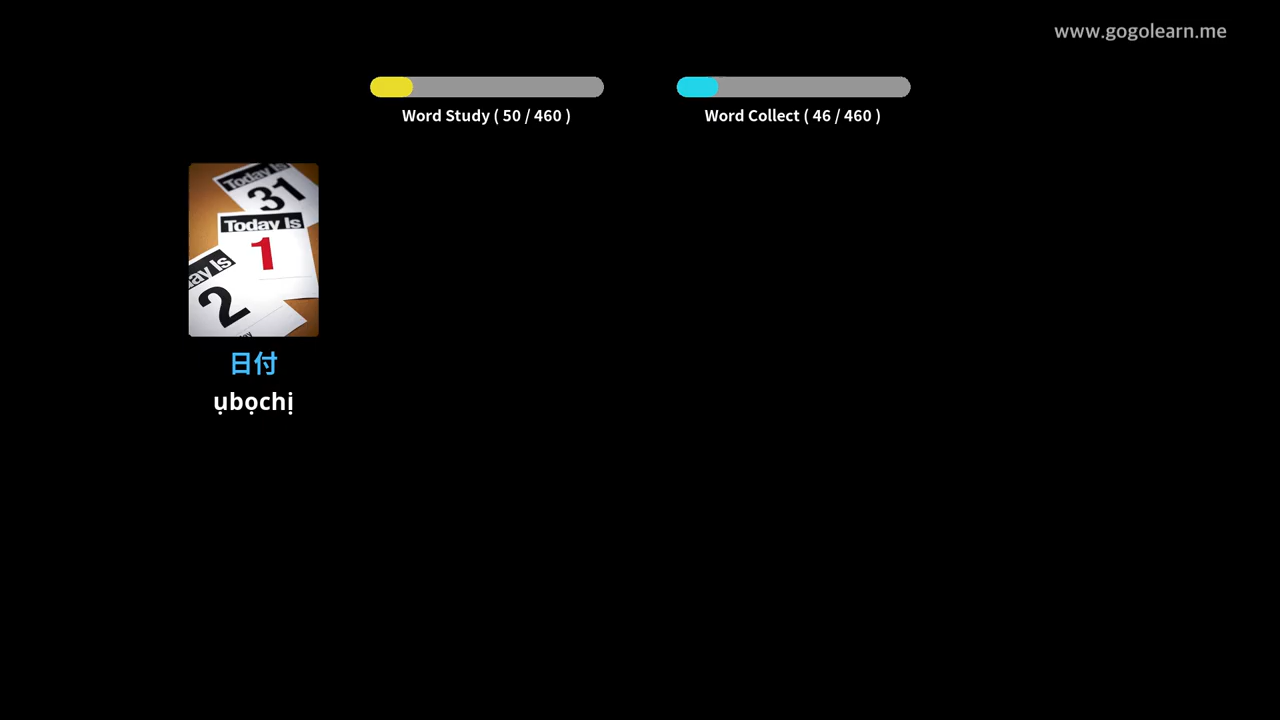 www.gogolearn.me
Word Study ( 50 / 460 )
Word Collect ( 46 / 460 )
Today Is
31
Today Is
1
ay Is
2
日付
ụbọchị